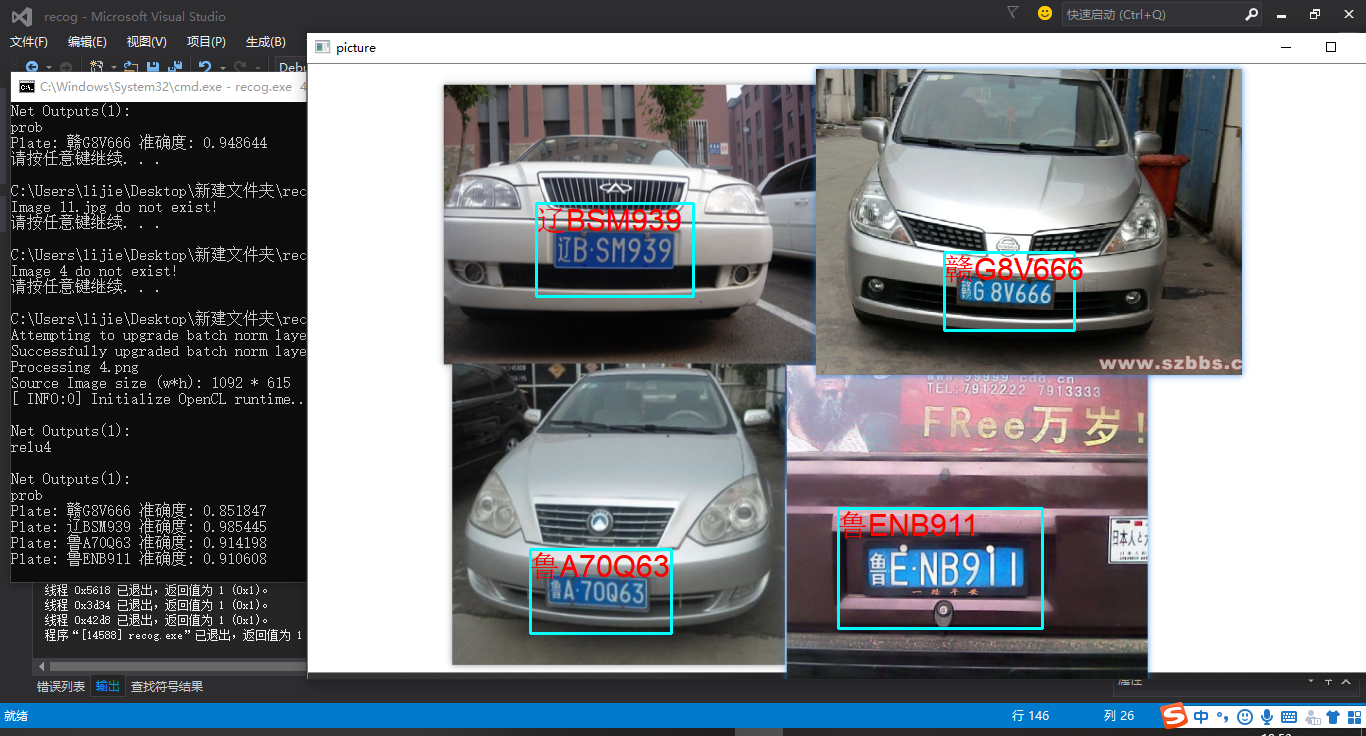 recog - Microsoft Visual Studio
快速启动 (Ctrl+Q)
文件(F) 编辑(E) 视图(V) 项目(P) 生成(B)
picture
C:\Windows\System32\cmd.exe - recog.exe 4
Net Outputs(1):
prob
Plate: 赣G8V666 准确度: 0.948644
请按任意键继续. . .
C:\Users\lijie\Desktop\新建文件夹\rec
Image 11.jpg do not exist!
请按任意键继续. . .
C:\Users\lijie\Desktop\新建文件夹\rec
Image 4 do not exist!
请按任意键继续. . .
C:\Users\lijie\Desktop\新建文件夹\rec
Attempting to upgrade batch norm laye
Successfully upgraded batch norm laye
Processing 4.png
Source Image size (w*h): 1092 * 615
[ INFO:0] Initialize OpenCL runtime..
Net Outputs(1):
relu4
Net Outputs(1):
prob
Plate: 赣G8V666 准确度: 0.851847
Plate: 辽BSM939 准确度: 0.985445
Plate: 鲁A70Q63 准确度: 0.914198
Plate: 鲁ENB911 准确度: 0.910608
线程 0x5618 已退出，返回值为 1 (0x1)。
线程 0x3d34 已退出，返回值为 1 (0x1)。
线程 0x42d8 已退出，返回值为 1 (0x1)。
程序“[14588] recog.exe”已退出，返回值为 1
辽BSM939
辽B·SM939
赣G8V666
赣G 8V666
www.szbbs.c
鲁A70Q63
鲁A·70Q63
TEL:7912222 7913333
FRee万岁!
鲁ENB911
鲁E·NB911
一路平安
日本人と
错误列表 输出 查找符号结果
属性
就绪
行 146
列 26
中